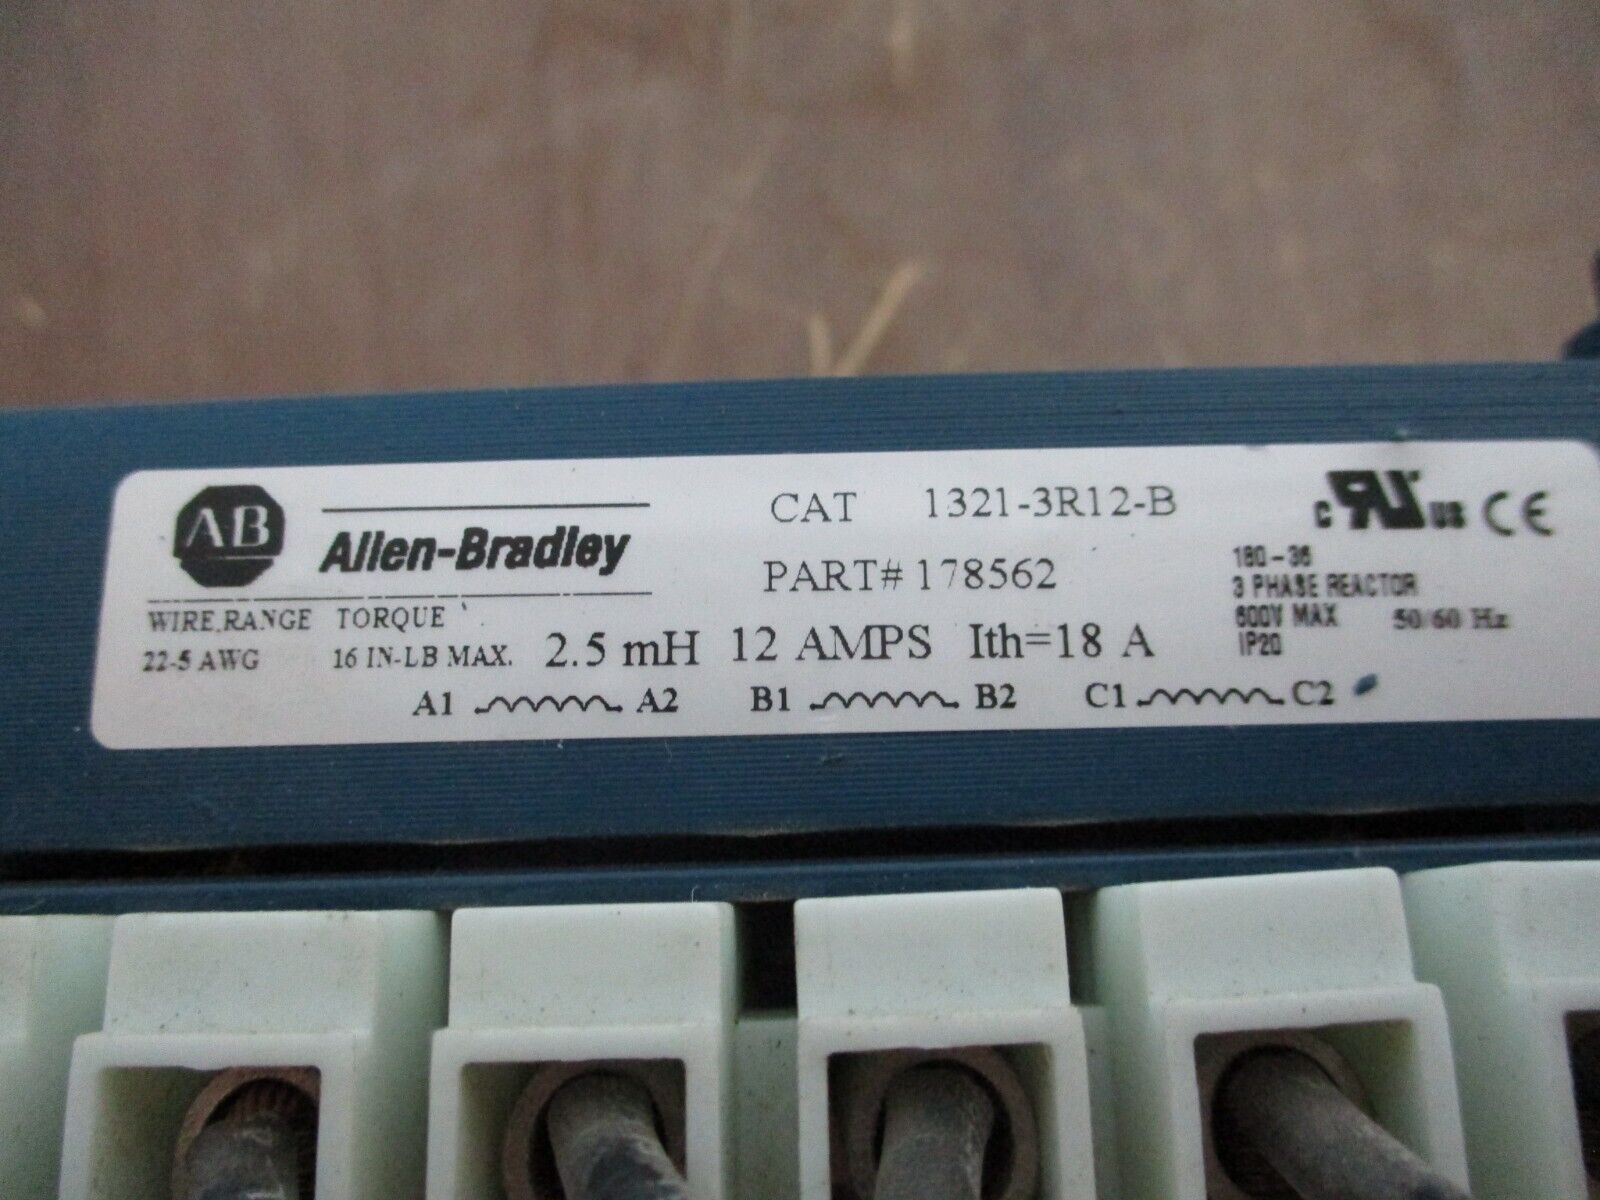 AB Allen-Bradley
CAT 1321-3R12-B
PART# 178562
WIRE.RANGE TORQUE
22-5 AWG 16 IN-LB MAX. 2.5 mH 12 AMPS Ith=18 A
A1 A2 B1 B2 C1 C2
c RU US CE
180-36
3 PHASE REACTOR
600V MAX 50/60 Hz
IP20